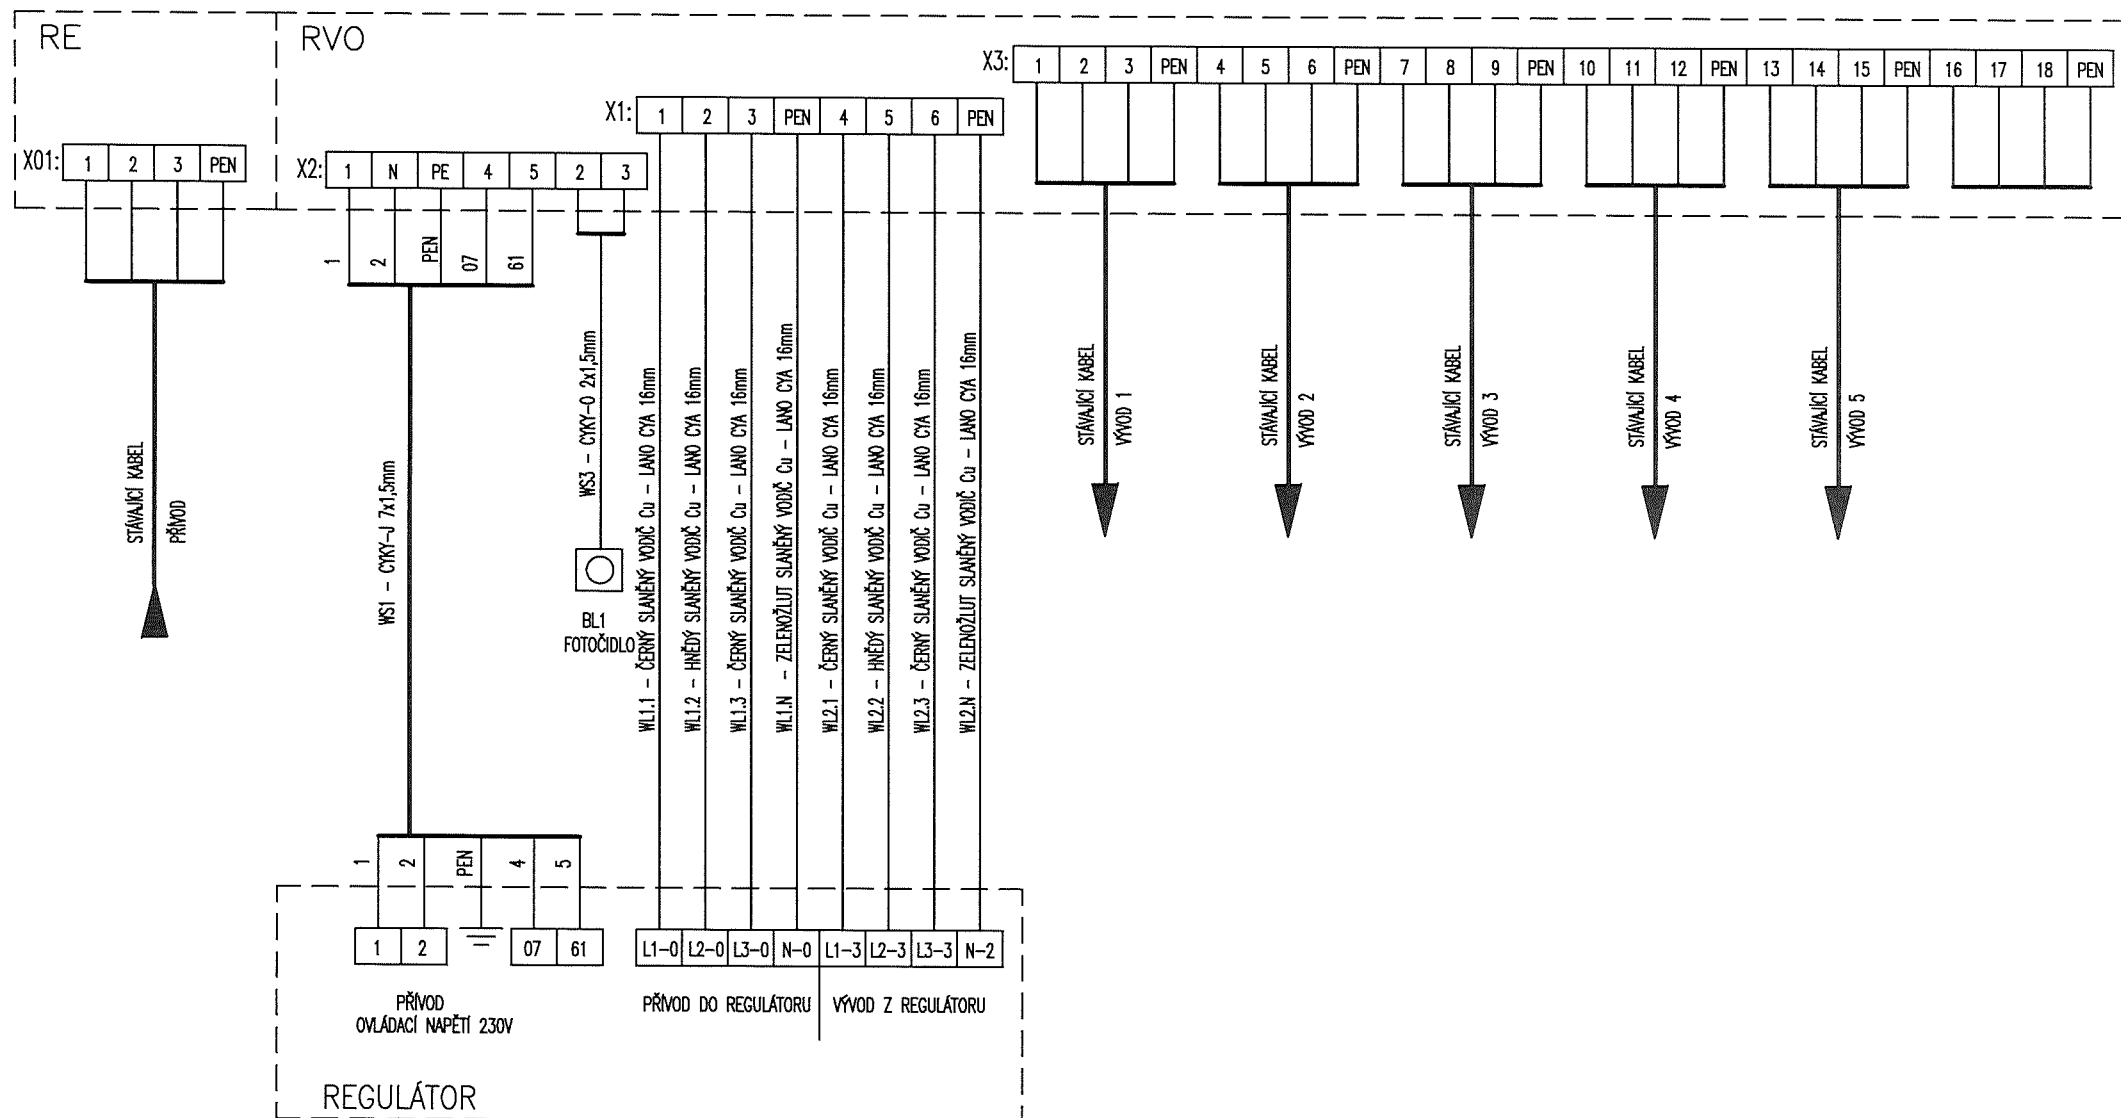 RE
RVO
X3: 1 2 3 PEN 4 5 6 PEN 7 8 9 PEN 10 11 12 PEN 13 14 15 PEN 16 17 18 PEN
X1: 1 2 3 PEN 4 5 6 PEN
X01: 1 2 3 PEN
X2: 1 N PE 4 5 2 3
1 2 PEN 07 61
STÁVAJÍCÍ KABEL
PŘÍVOD
WS1 - CYKY-J 7x1,5mm
WS3 - CYKY-O 2x1,5mm
BL1
FOTOČIDLO
WL1.1 - ČERNÝ SLANĚNÝ VODIČ Cu - LANO CYA 16mm
WL1.2 - HNĚDÝ SLANĚNÝ VODIČ Cu - LANO CYA 16mm
WL1.3 - ČERNÝ SLANĚNÝ VODIČ Cu - LANO CYA 16mm
WL1.N - ZELENOŽLUT SLANĚNÝ VODIČ Cu - LANO CYA 16mm
WL2.1 - ČERNÝ SLANĚNÝ VODIČ Cu - LANO CYA 16mm
WL2.2 - HNĚDÝ SLANĚNÝ VODIČ Cu - LANO CYA 16mm
WL2.3 - ČERNÝ SLANĚNÝ VODIČ Cu - LANO CYA 16mm
WL2.N - ZELENOŽLUT SLANĚNÝ VODIČ Cu - LANO CYA 16mm
STÁVAJÍCÍ KABEL
VÝVOD 1
STÁVAJÍCÍ KABEL
VÝVOD 2
STÁVAJÍCÍ KABEL
VÝVOD 3
STÁVAJÍCÍ KABEL
VÝVOD 4
STÁVAJÍCÍ KABEL
VÝVOD 5
1 2 PEN 4 5
1 2 07 61
L1-0 L2-0 L3-0 N-0 L1-3 L2-3 L3-3 N-2
PŘÍVOD
OVLÁDACÍ NAPĚTÍ 230V
PŘÍVOD DO REGULÁTORU
VÝVOD Z REGULÁTORU
REGULÁTOR